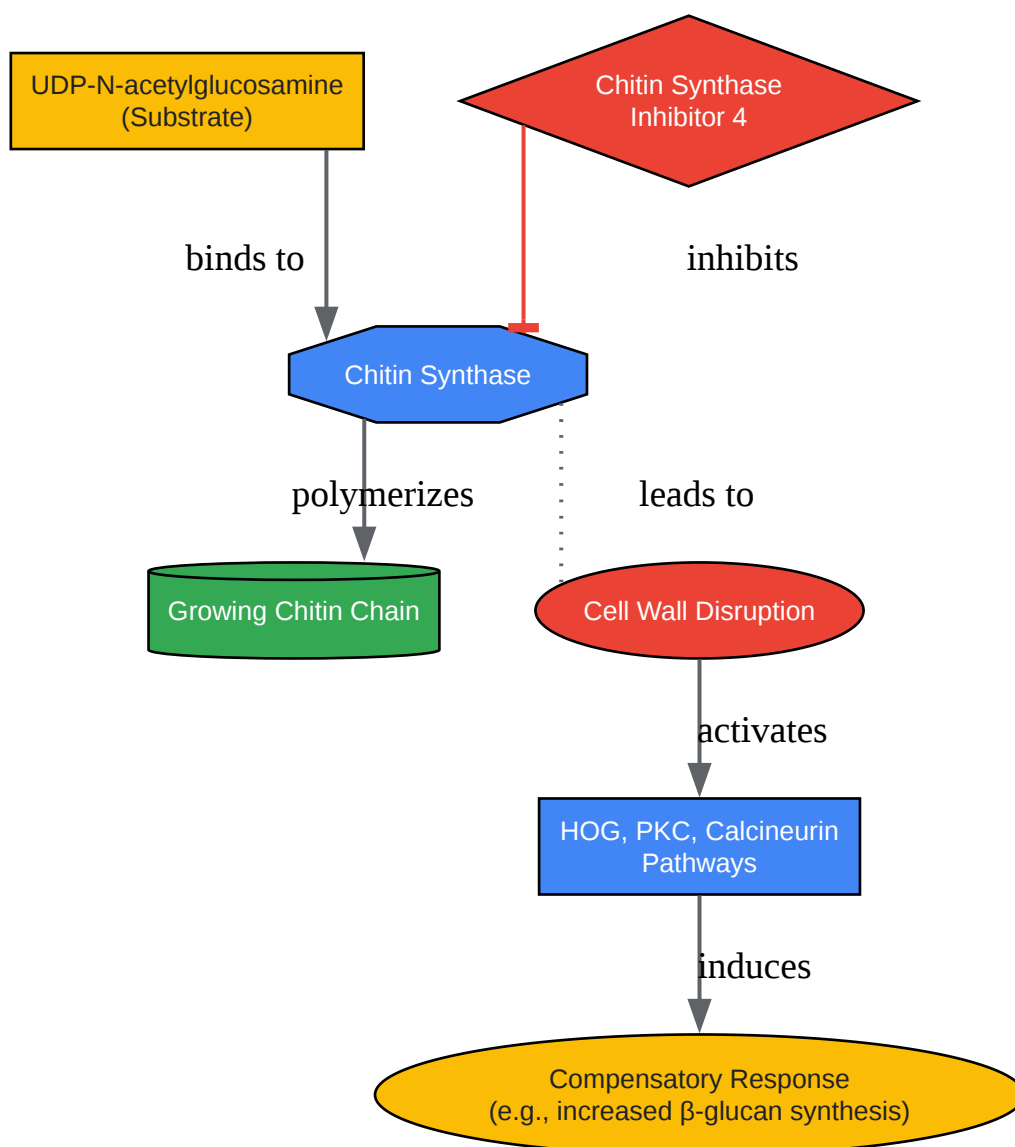 UDP-N-acetylglucosamine
(Substrate)
Chitin Synthase
Inhibitor 4
binds to
inhibits
Chitin Synthase
polymerizes
leads to
Growing Chitin Chain
Cell Wall Disruption
activates
HOG, PKC, Calcineurin
Pathways
induces
Compensatory Response
(e.g., increased β-glucan synthesis)